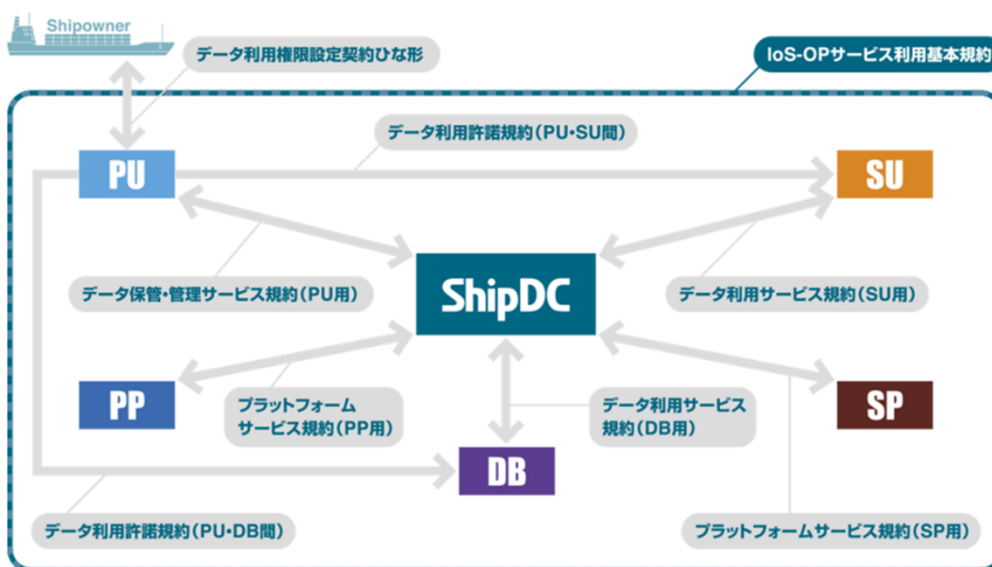 Shipowner
データ利用権限設定契約ひな形
IoS-OPサービス利用基本規約
データ利用許諾規約(PU・SU間)
PU
SU
ShipDC
データ保管・管理サービス規約(PU用)
データ利用サービス規約(SU用)
PP
プラットフォーム
サービス規約(PP用)
データ利用サービス
規約(DB用)
SP
DB
データ利用許諾規約(PU・DB間)
プラットフォームサービス規約(SP用)